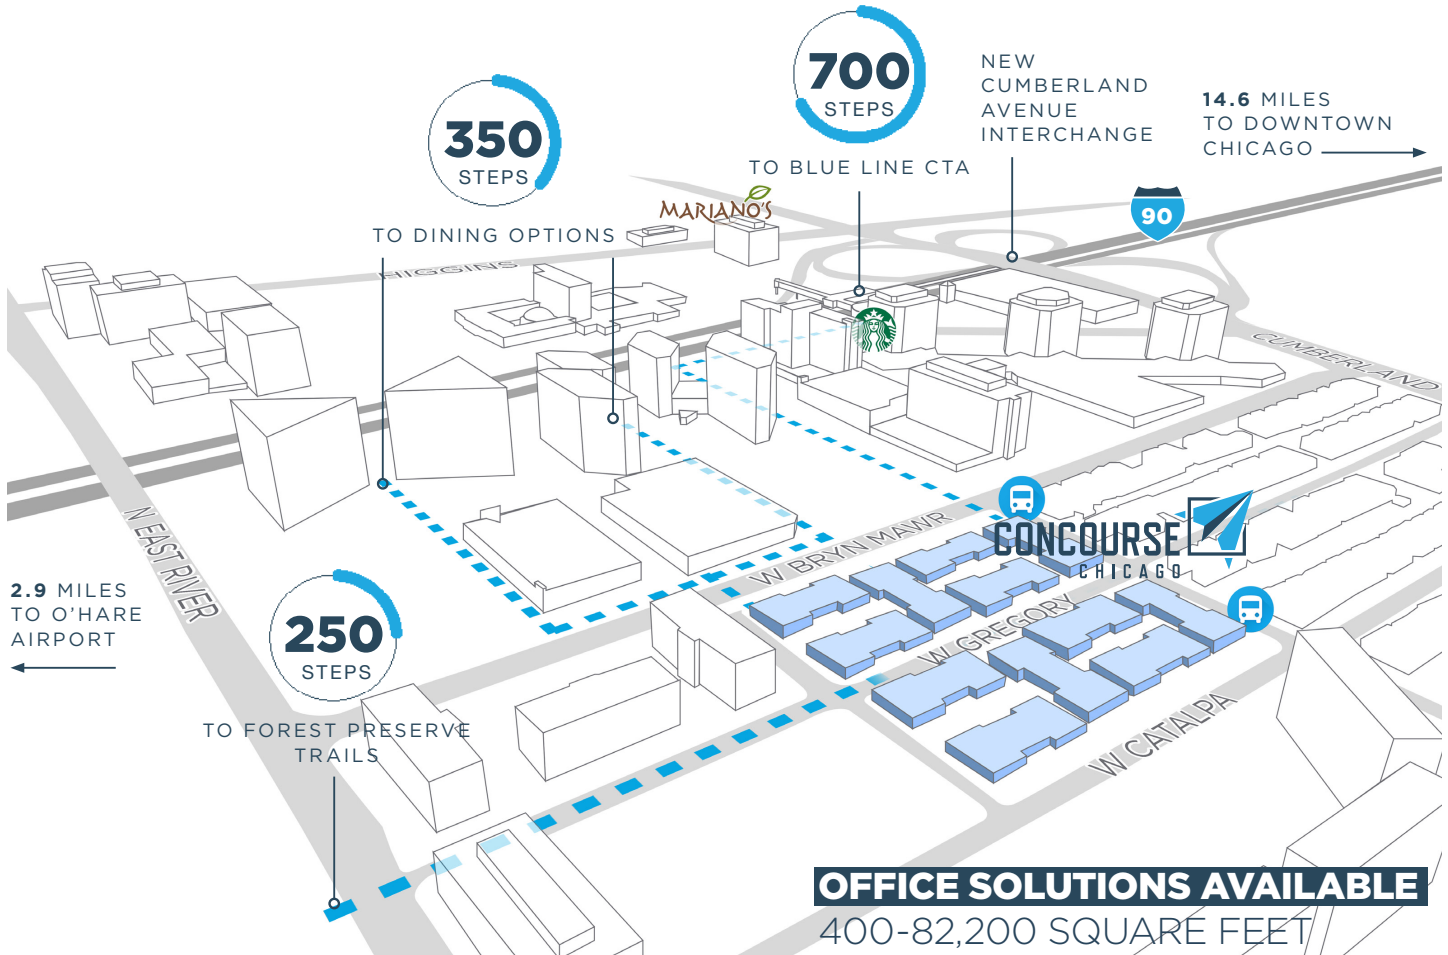 700
STEPS
TO BLUE LINE CTA
350
STEPS
TO DINING OPTIONS
NEW
CUMBERLAND
AVENUE
INTERCHANGE
14.6 MILES
TO DOWNTOWN
CHICAGO
MARIANO'S
90
HIGGINS
CUMBERLAND
N EAST RIVER
W BRYN MAWR
CONCOURSE
CHICAGO
W GREGORY
W CATALPA
2.9 MILES
TO O'HARE
AIRPORT
250
STEPS
TO FOREST PRESERVE
TRAILS
OFFICE SOLUTIONS AVAILABLE
400-82,200 SQUARE FEET